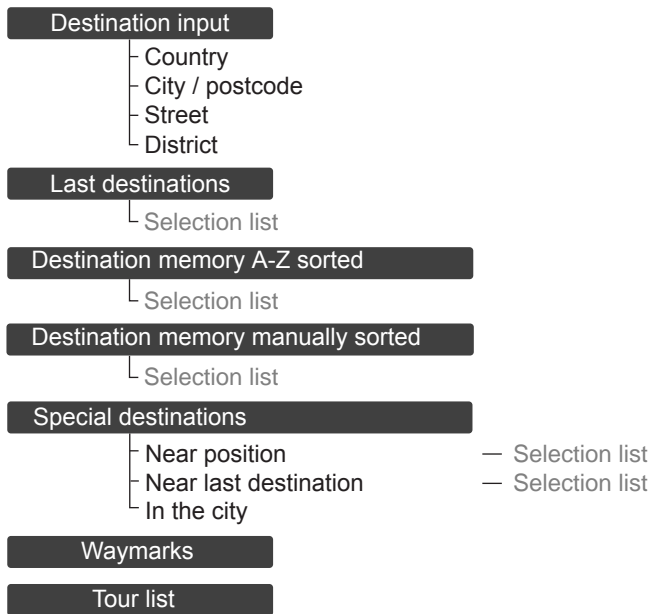 Destination input
Country
City / postcode
Street
District
Last destinations
Selection list
Destination memory A-Z sorted
Selection list
Destination memory manually sorted
Selection list
Special destinations
Near position — Selection list
Near last destination — Selection list
In the city
Waymarks
Tour list